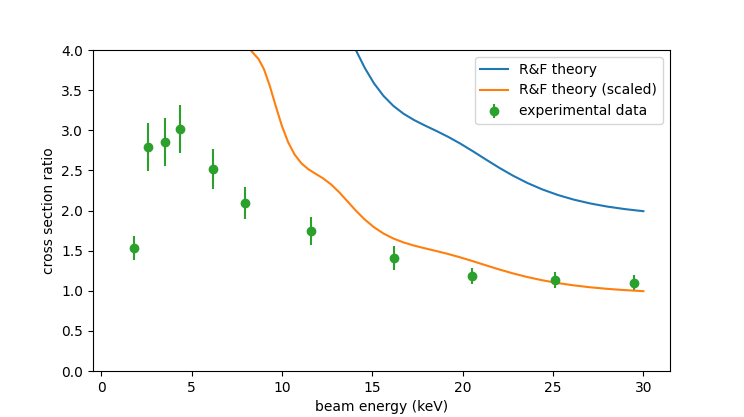 4.0
3.5
3.0
2.5
2.0
1.5
1.0
0.5
0.0
cross section ratio
R&F theory
R&F theory (scaled)
experimental data
0 5 10 15 20 25 30
beam energy (keV)